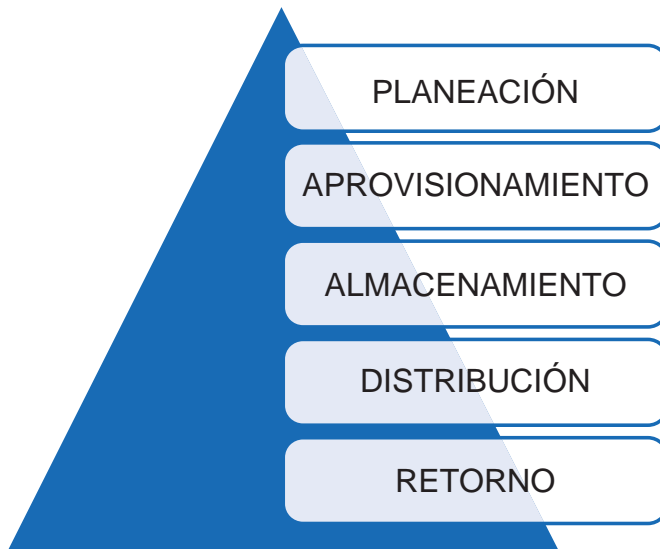 PLANEACIÓN
APROVISIONAMIENTO
ALMACENAMIENTO
DISTRIBUCIÓN
RETORNO